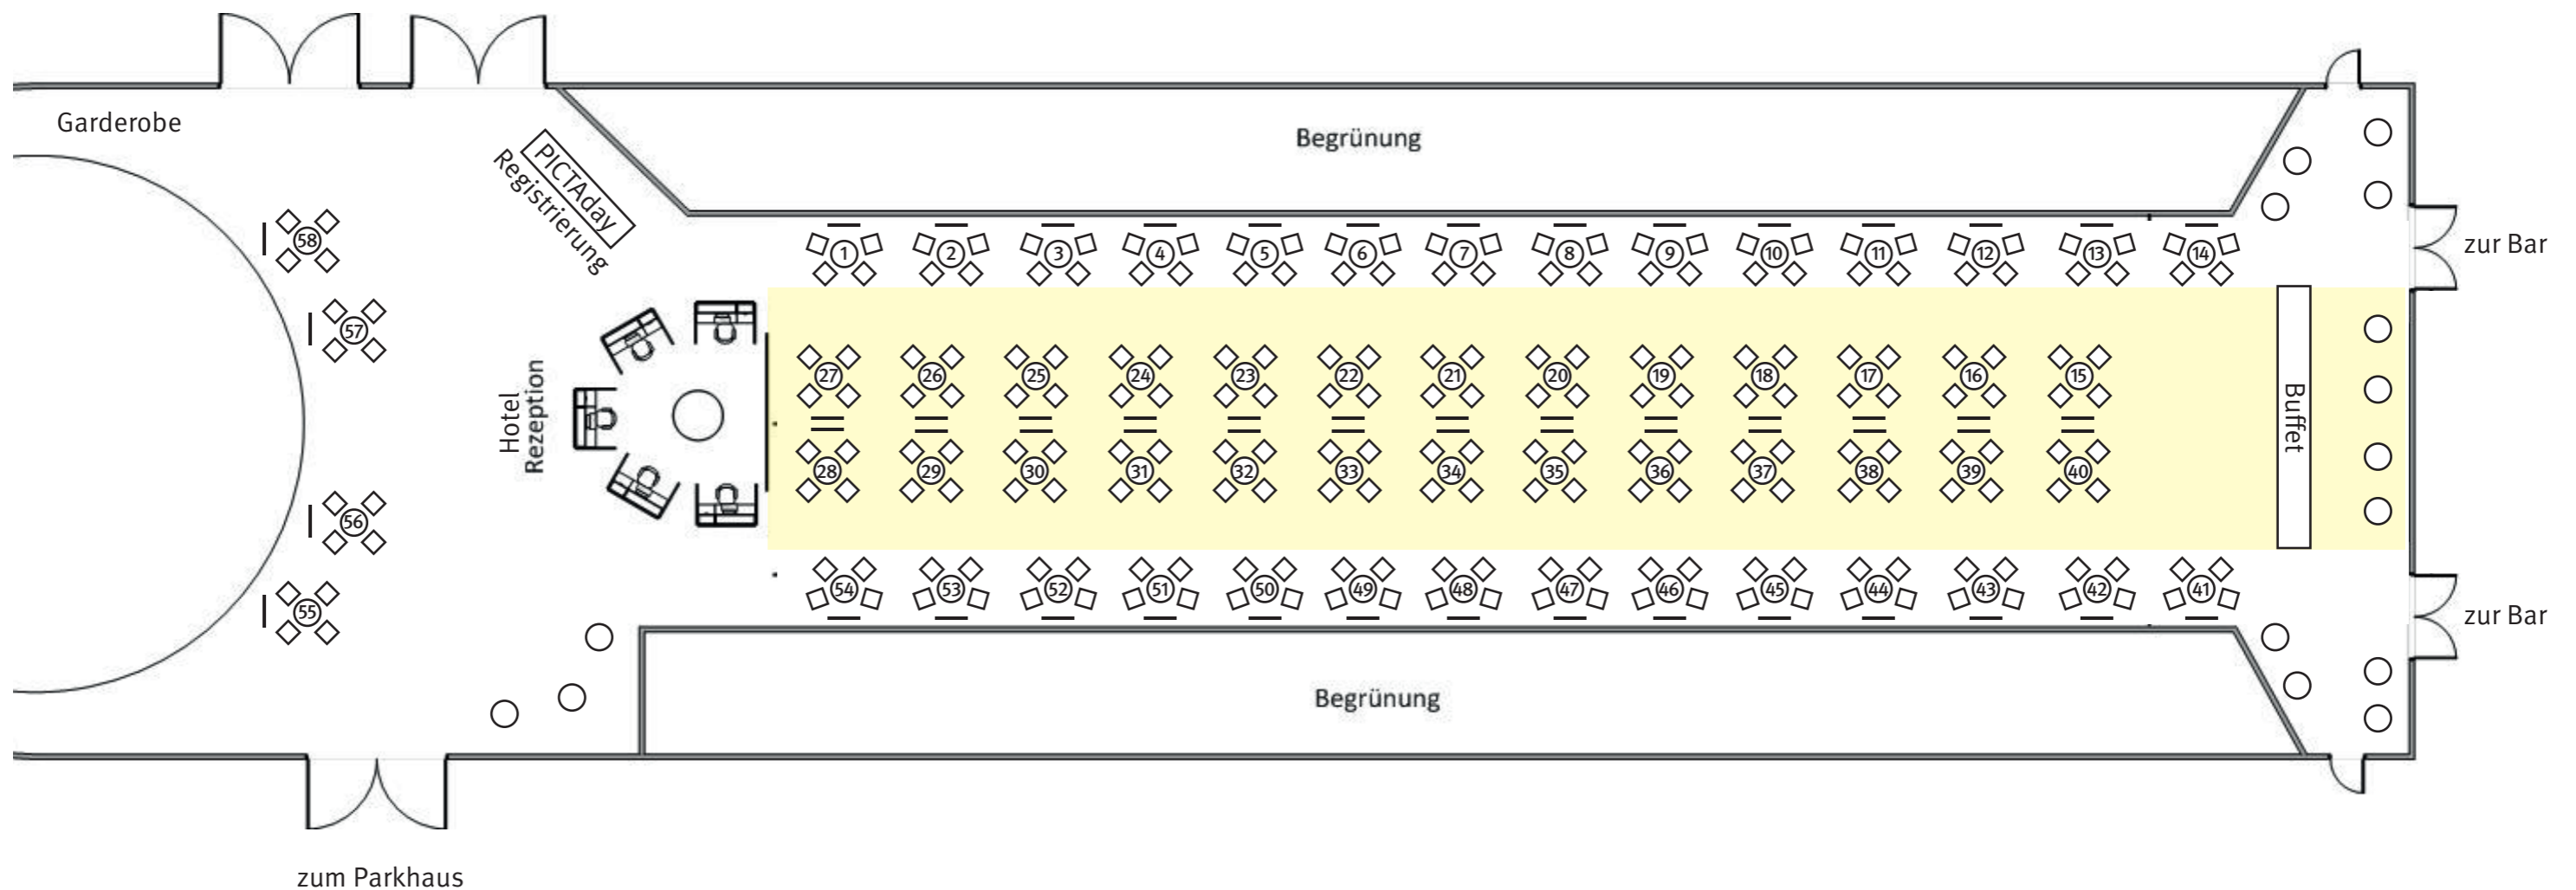 Garderobe
PICTAday
Registrierung
Begrünung
58
1 2 3 4 5 6 7 8 9 10 11 12 13 14
zur Bar
57
27 26 25 24 23 22 21 20 19 18 17 16 15
Hotel
Rezeption
Buffet
28 29 30 31 32 33 34 35 36 37 38 39 40
56
54 53 52 51 50 49 48 47 46 45 44 43 42 41
55
zur Bar
Begrünung
zum Parkhaus